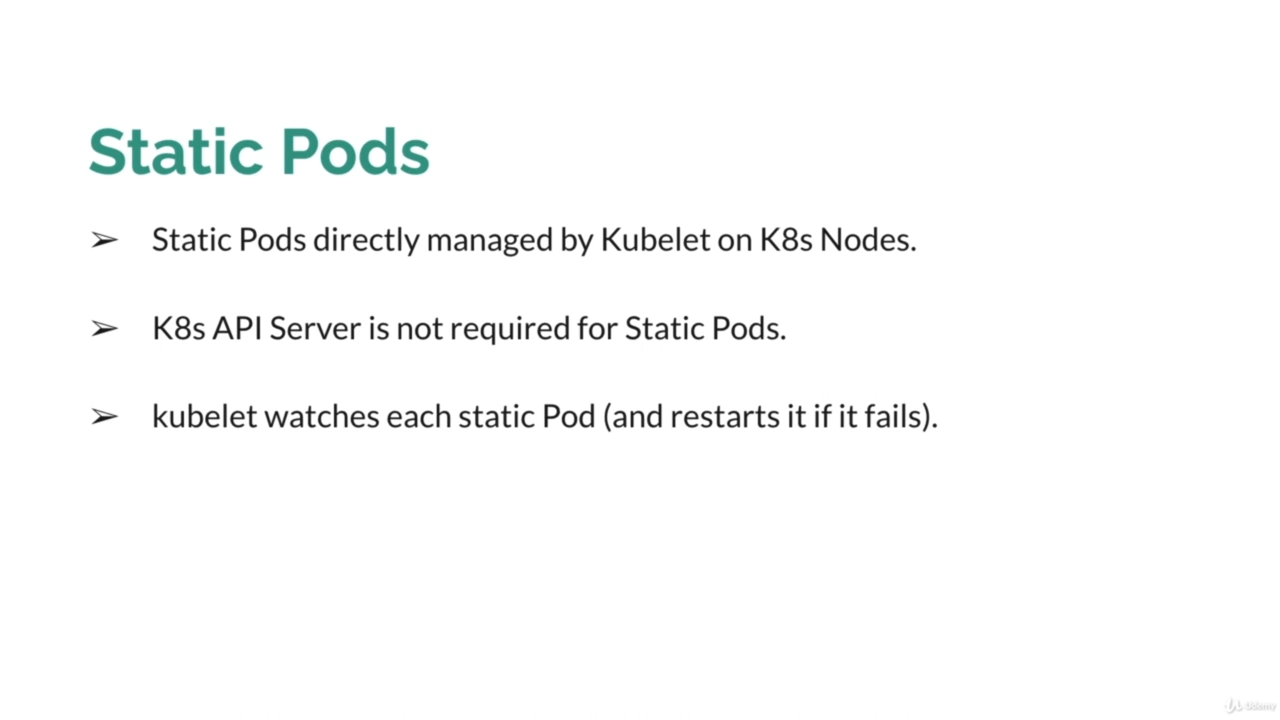 Static Pods
➢ Static Pods directly managed by Kubelet on K8s Nodes.
➢ K8s API Server is not required for Static Pods.
➢ kubelet watches each static Pod (and restarts it if it fails).
Udemy